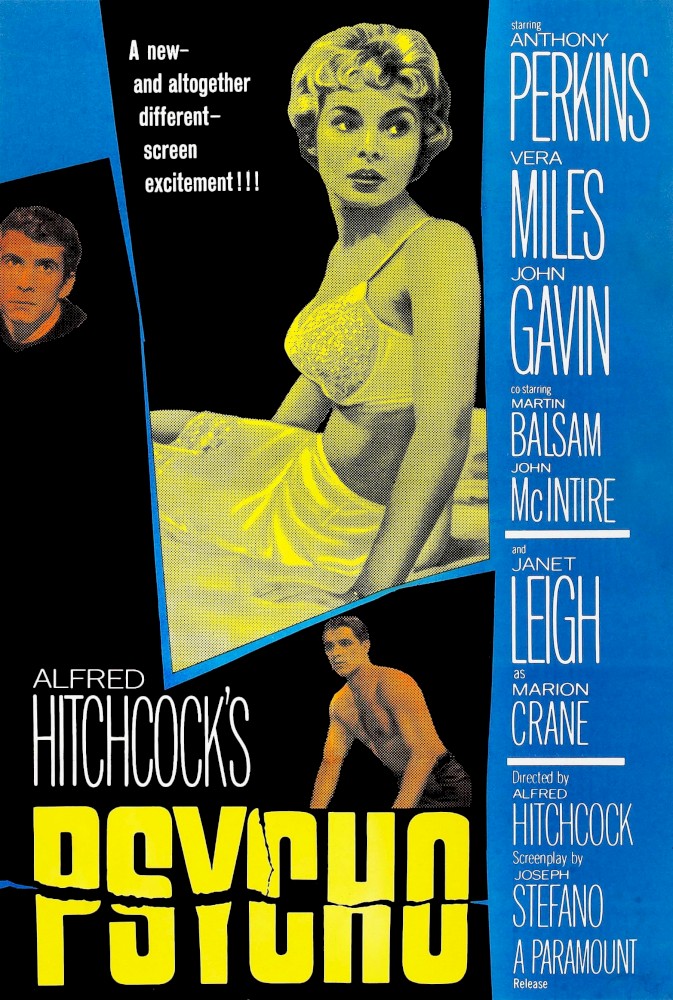 A new–
and altogether
different–
screen
excitement!!!
starring
ANTHONY
PERKINS
VERA
MILES
JOHN
GAVIN
co-starring
MARTIN
BALSAM
JOHN
McINTIRE
and
JANET
LEIGH
as
MARION
CRANE
Directed by
ALFRED
HITCHCOCK
Screenplay by
JOSEPH
STEFANO
A PARAMOUNT
Release
ALFRED
HITCHCOCK'S
PSYCHO